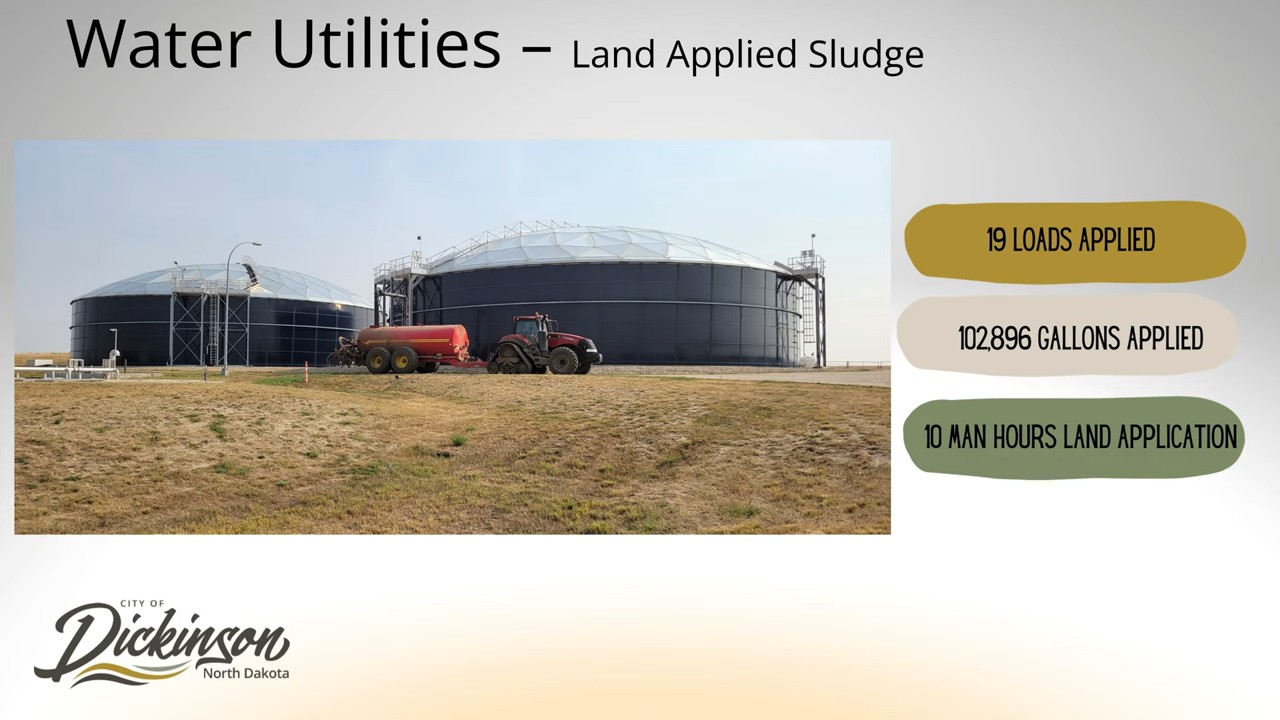 Water Utilities – Land Applied Sludge
19 LOADS APPLIED
102,896 GALLONS APPLIED
10 MAN HOURS LAND APPLICATION
CITY OF
Dickinson
North Dakota